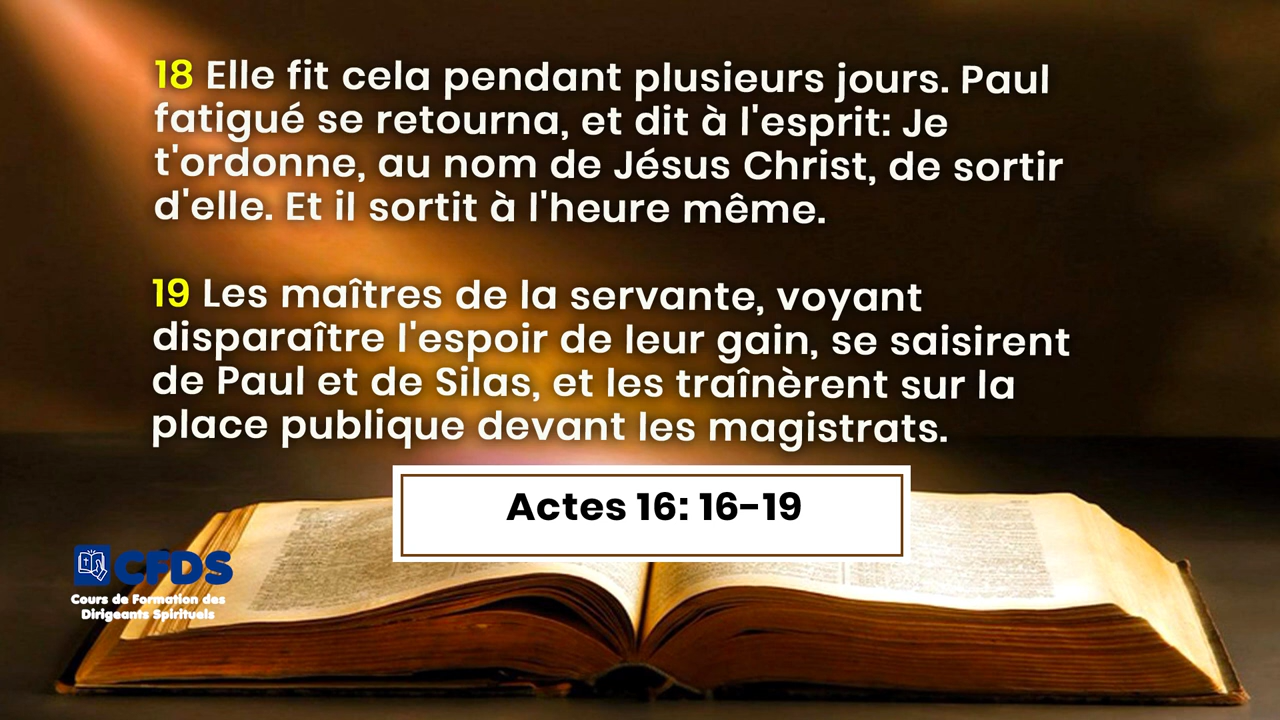 18 Elle fit cela pendant plusieurs jours. Paul
fatigué se retourna, et dit à l'esprit: Je
t'ordonne, au nom de Jésus Christ, de sortir
d'elle. Et il sortit à l'heure même.
19 Les maîtres de la servante, voyant
disparaître l'espoir de leur gain, se saisirent
de Paul et de Silas, et les traînèrent sur la
place publique devant les magistrats.
Actes 16: 16-19
CFDS
Cours de Formation des
Dirigeants Spirituels